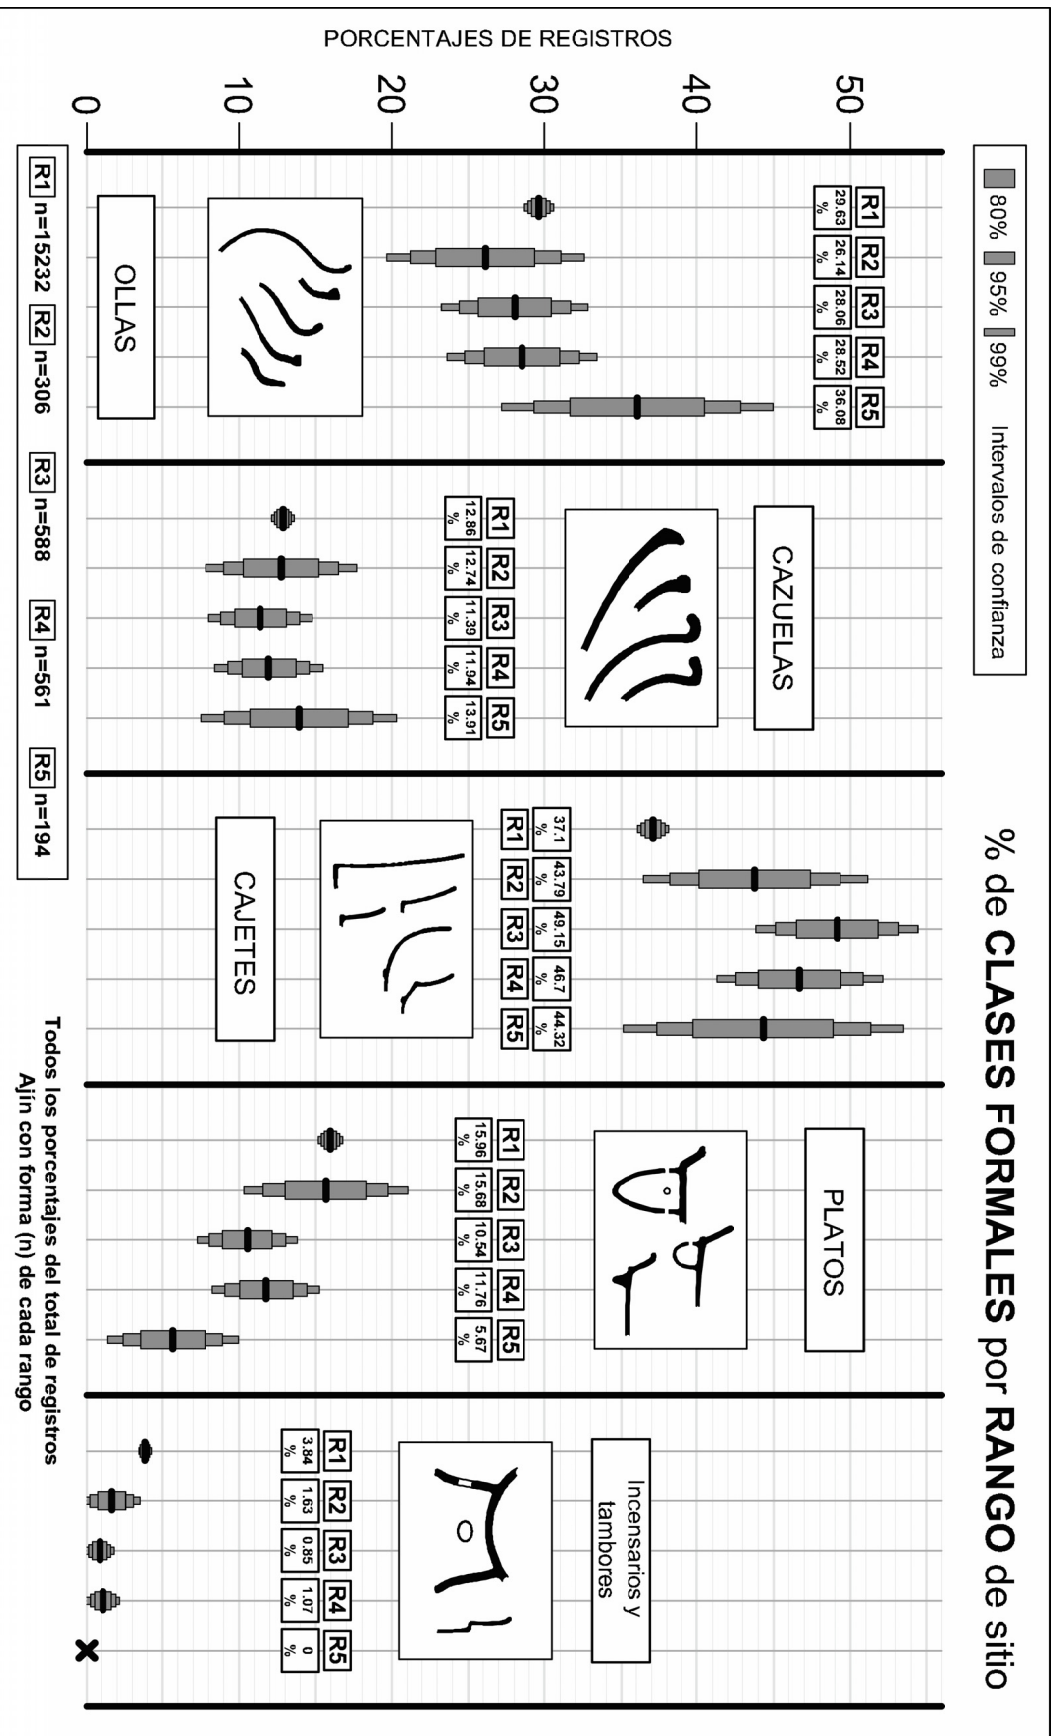 % de CLASES FORMALES por RANGO de sitio
80% 95% 99% Intervalos de confianza
PORCENTAJES DE REGISTROS
50
40
30
20
10
0
R1 R2 R3 R4 R5
29.63 % 26.14 % 28.06 % 28.52 % 36.08 %
OLLAS
CAZUELAS
R1 R2 R3 R4 R5
12.86 % 12.74 % 11.39 % 11.94 % 13.91 %
37.1 % 43.79 % 49.15 % 46.7 % 44.32 %
R1 R2 R3 R4 R5
CAJETES
PLATOS
R1 R2 R3 R4 R5
15.96 % 15.68 % 10.54 % 11.76 % 5.67 %
Incensarios y
tambores
R1 R2 R3 R4 R5
3.84 % 1.63 % 0.85 % 1.07 % 0 %
R1 n=15232 R2 n=306 R3 n=588 R4 n=561 R5 n=194
Todos los porcentajes del total de registros
Ajín con forma (n) de cada rango